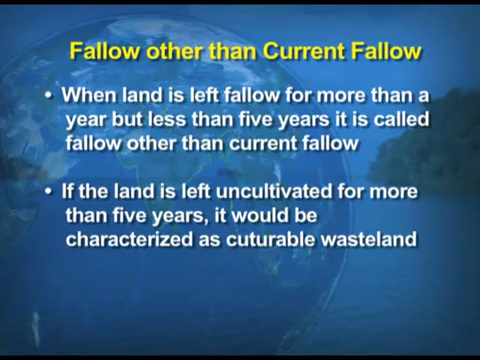 Fallow other than Current Fallow
• When land is left fallow for more than a
year but less than five years it is called
fallow other than current fallow
• If the land is left uncultivated for more
than five years, it would be
characterized as cuturable wasteland